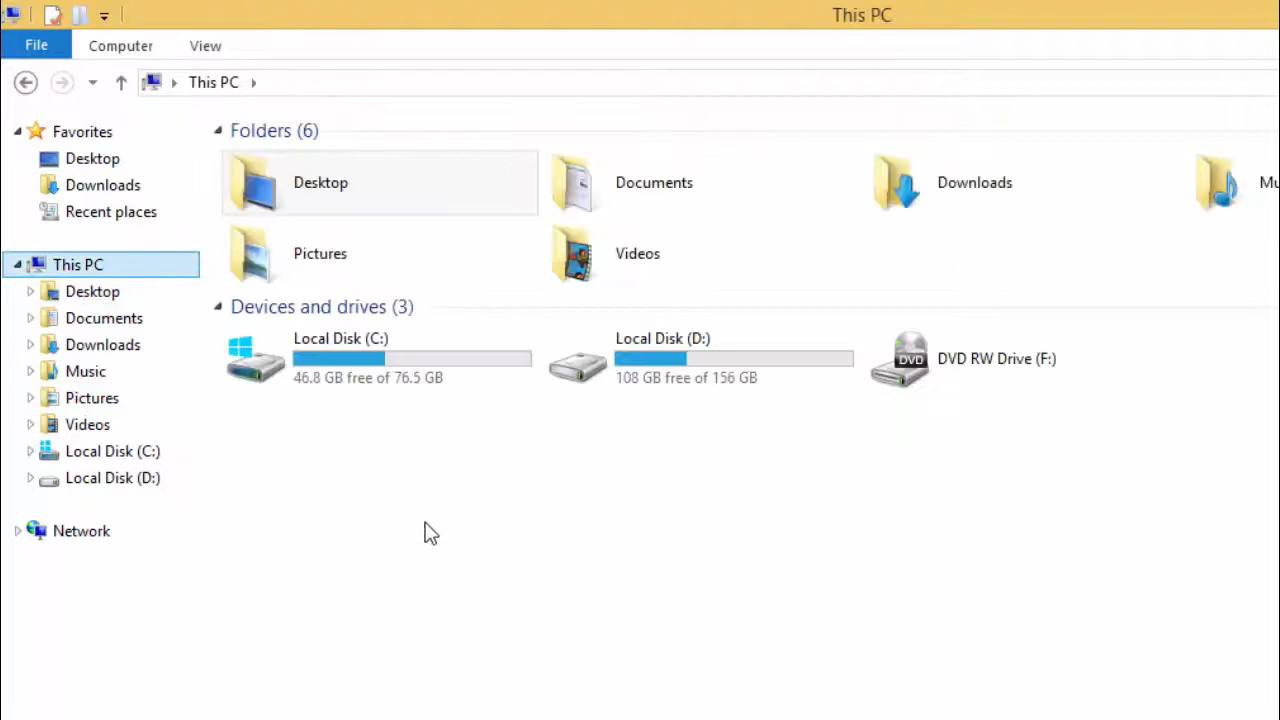 This PC
File Computer View
This PC
Favorites
Desktop
Downloads
Recent places
This PC
Desktop
Documents
Downloads
Music
Pictures
Videos
Local Disk (C:)
Local Disk (D:)
Network
Folders (6)
Desktop Documents Downloads
Pictures Videos
Devices and drives (3)
Local Disk (C:)
46.8 GB free of 76.5 GB
Local Disk (D:)
108 GB free of 156 GB
DVD
DVD RW Drive (F:)